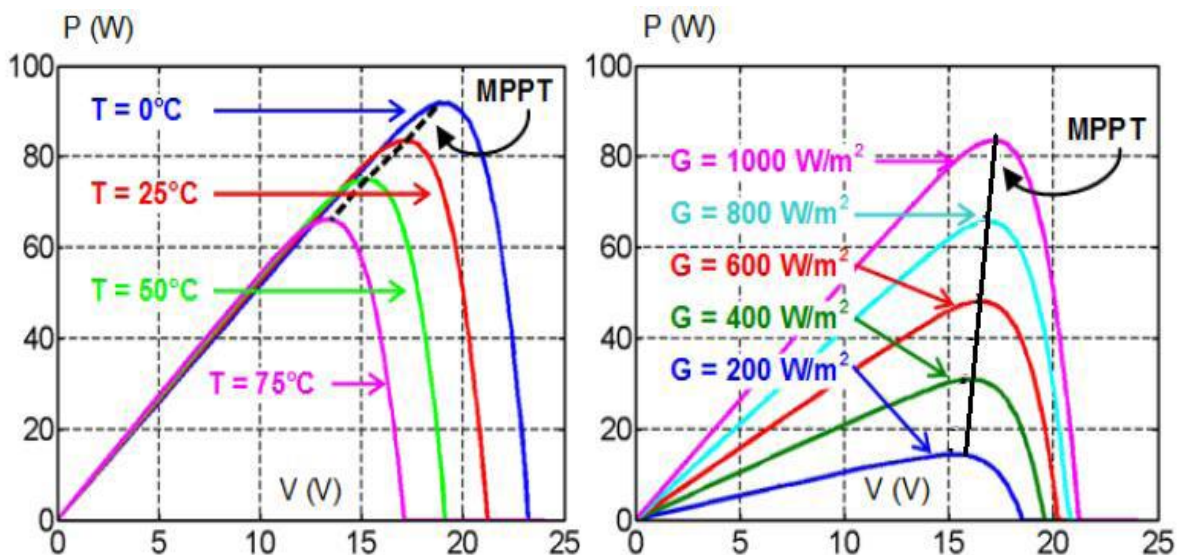 P (W)
100
80
60
40
20
0
T = 0°C
MPPT
T = 25°C
T = 50°C
T = 75°C
V (V)
0 5 10 15 20 25
P (W)
100
80
60
40
20
0
MPPT
G = 1000 W/m²
G = 800 W/m²
G = 600 W/m²
G = 400 W/m²
G = 200 W/m²
V (V)
0 5 10 15 20 25